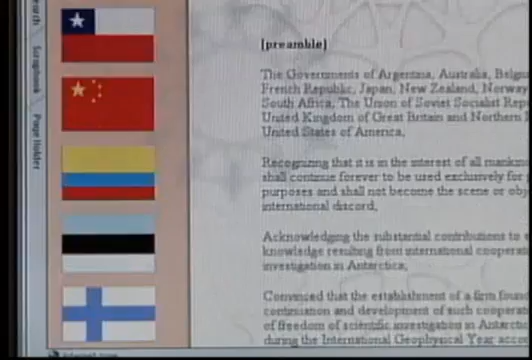 Scrapbook
Page Holder
[preamble]
The Governments of Argentina, Australia, Belgi
French Republic, Japan, New Zealand, Norway
South Africa, The Union of Soviet Socialist Rep
United Kingdom of Great Britain and Northern
United States of America,
Recognizing that it is in the interest of all manki
shall continue forever to be used exclusively for
purposes and shall not become the scene or obj
international discord,
Acknowledging the substantial contributions to
knowledge resulting from international cooperat
investigation in Antarctica,
Convinced that the establishment of a firm found
continuation and development of such cooperat
of freedom of scientific investigation in Antarct
during the International Geophysical Year acco